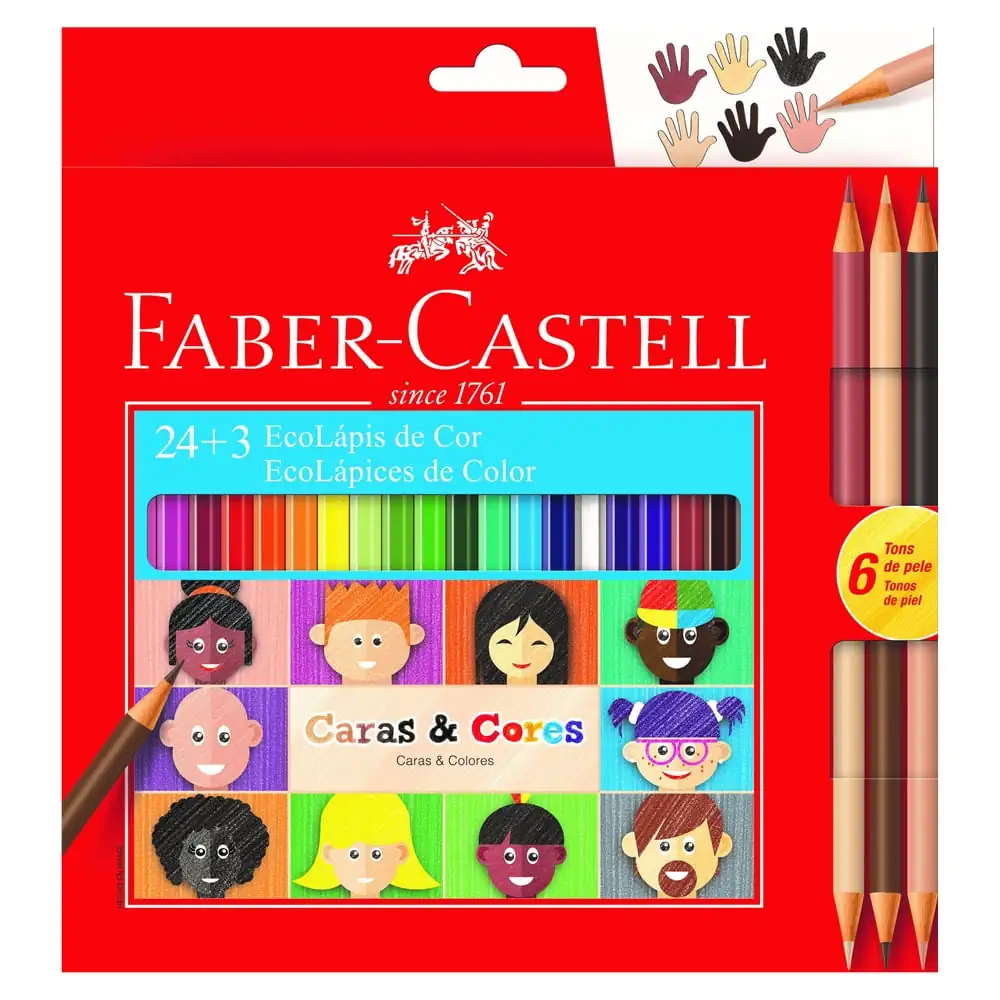 FABER-CASTELL
since 1761
24+3 EcoLápis de Cor
EcoLápices de Color
6 Tons
de pele
Tonos
de piel
Caras & Cores
Caras & Colores